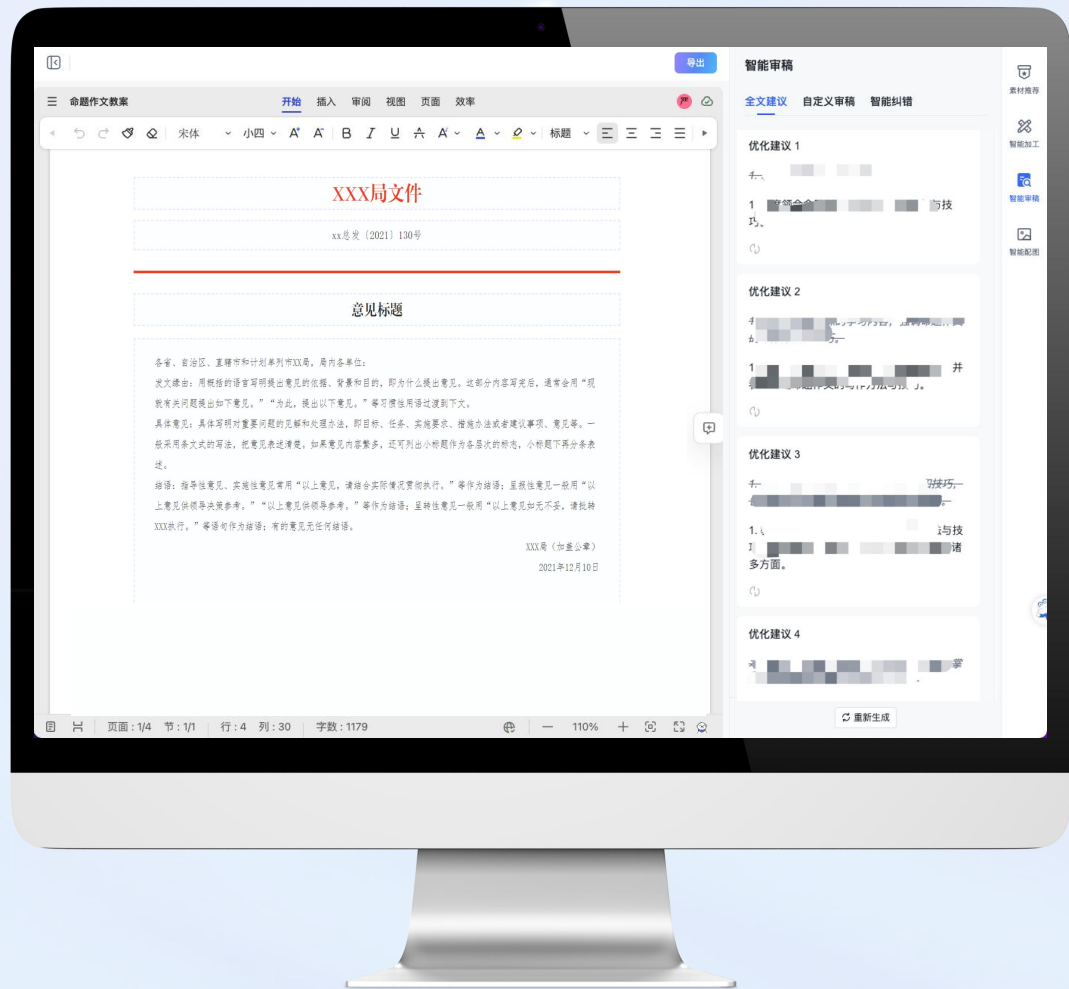 导出
命题作文教案
开始 插入 审阅 视图 页面 效率
宋体 小四 A+ A- B I U A A A 标题
XXX局文件
xx总发〔2021〕130号
意见标题
各省、自治区、直辖市和计划单列市XX局，局内各单位：
发文缘由：用概括的语言写明提出意见的依据、背景和目的，即为什么提出意见。这部分内容写完后，通常会用“现
就有关问题提出如下意见。”“为此，提出以下意见。”等习惯性用语过渡到下文。
具体意见：具体写明对重要问题的见解和处理办法，即目标、任务、实施要求、措施办法或者建议事项、意见等。一
般采用条文式的写法，把意见表述清楚。如果意见内容繁多，还可列出小标题作为各层次的标志，小标题下再分条表
述。
结语：指导性意见、实施性意见常用“以上意见，请结合实际情况贯彻执行。”等作为结语；呈报性意见一般用“以
上意见供领导决策参考。”“以上意见供领导参考。”等作为结语；呈转性意见一般用“以上意见如无不妥，请批转
XXX执行。”等语句作为结语；有的意见无任何结语。
XXX局（加盖公章）
2021年12月10日
页面：1/4 节：1/1 行：4 列：30 字数：1179
110%
智能审稿
全文建议 自定义审稿 智能纠错
优化建议 1
1.
1 与技
巧。
优化建议 2
1 并
优化建议 3
1. 技巧，
1. 与技
诸
多方面。
优化建议 4
掌
重新生成
素材推荐
智能加工
智能审稿
智能配图